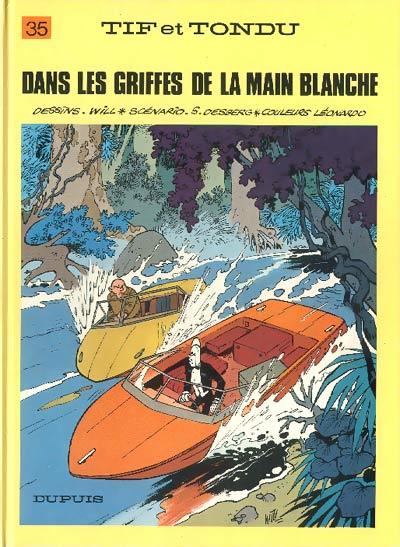 35
TIF et TONDU
DANS LES GRIFFES DE LA MAIN BLANCHE
DESSINS. WILL * SCÉNARIO. S. DESBERG * COULEURS LÉONARDO
DUPUIS
WILL